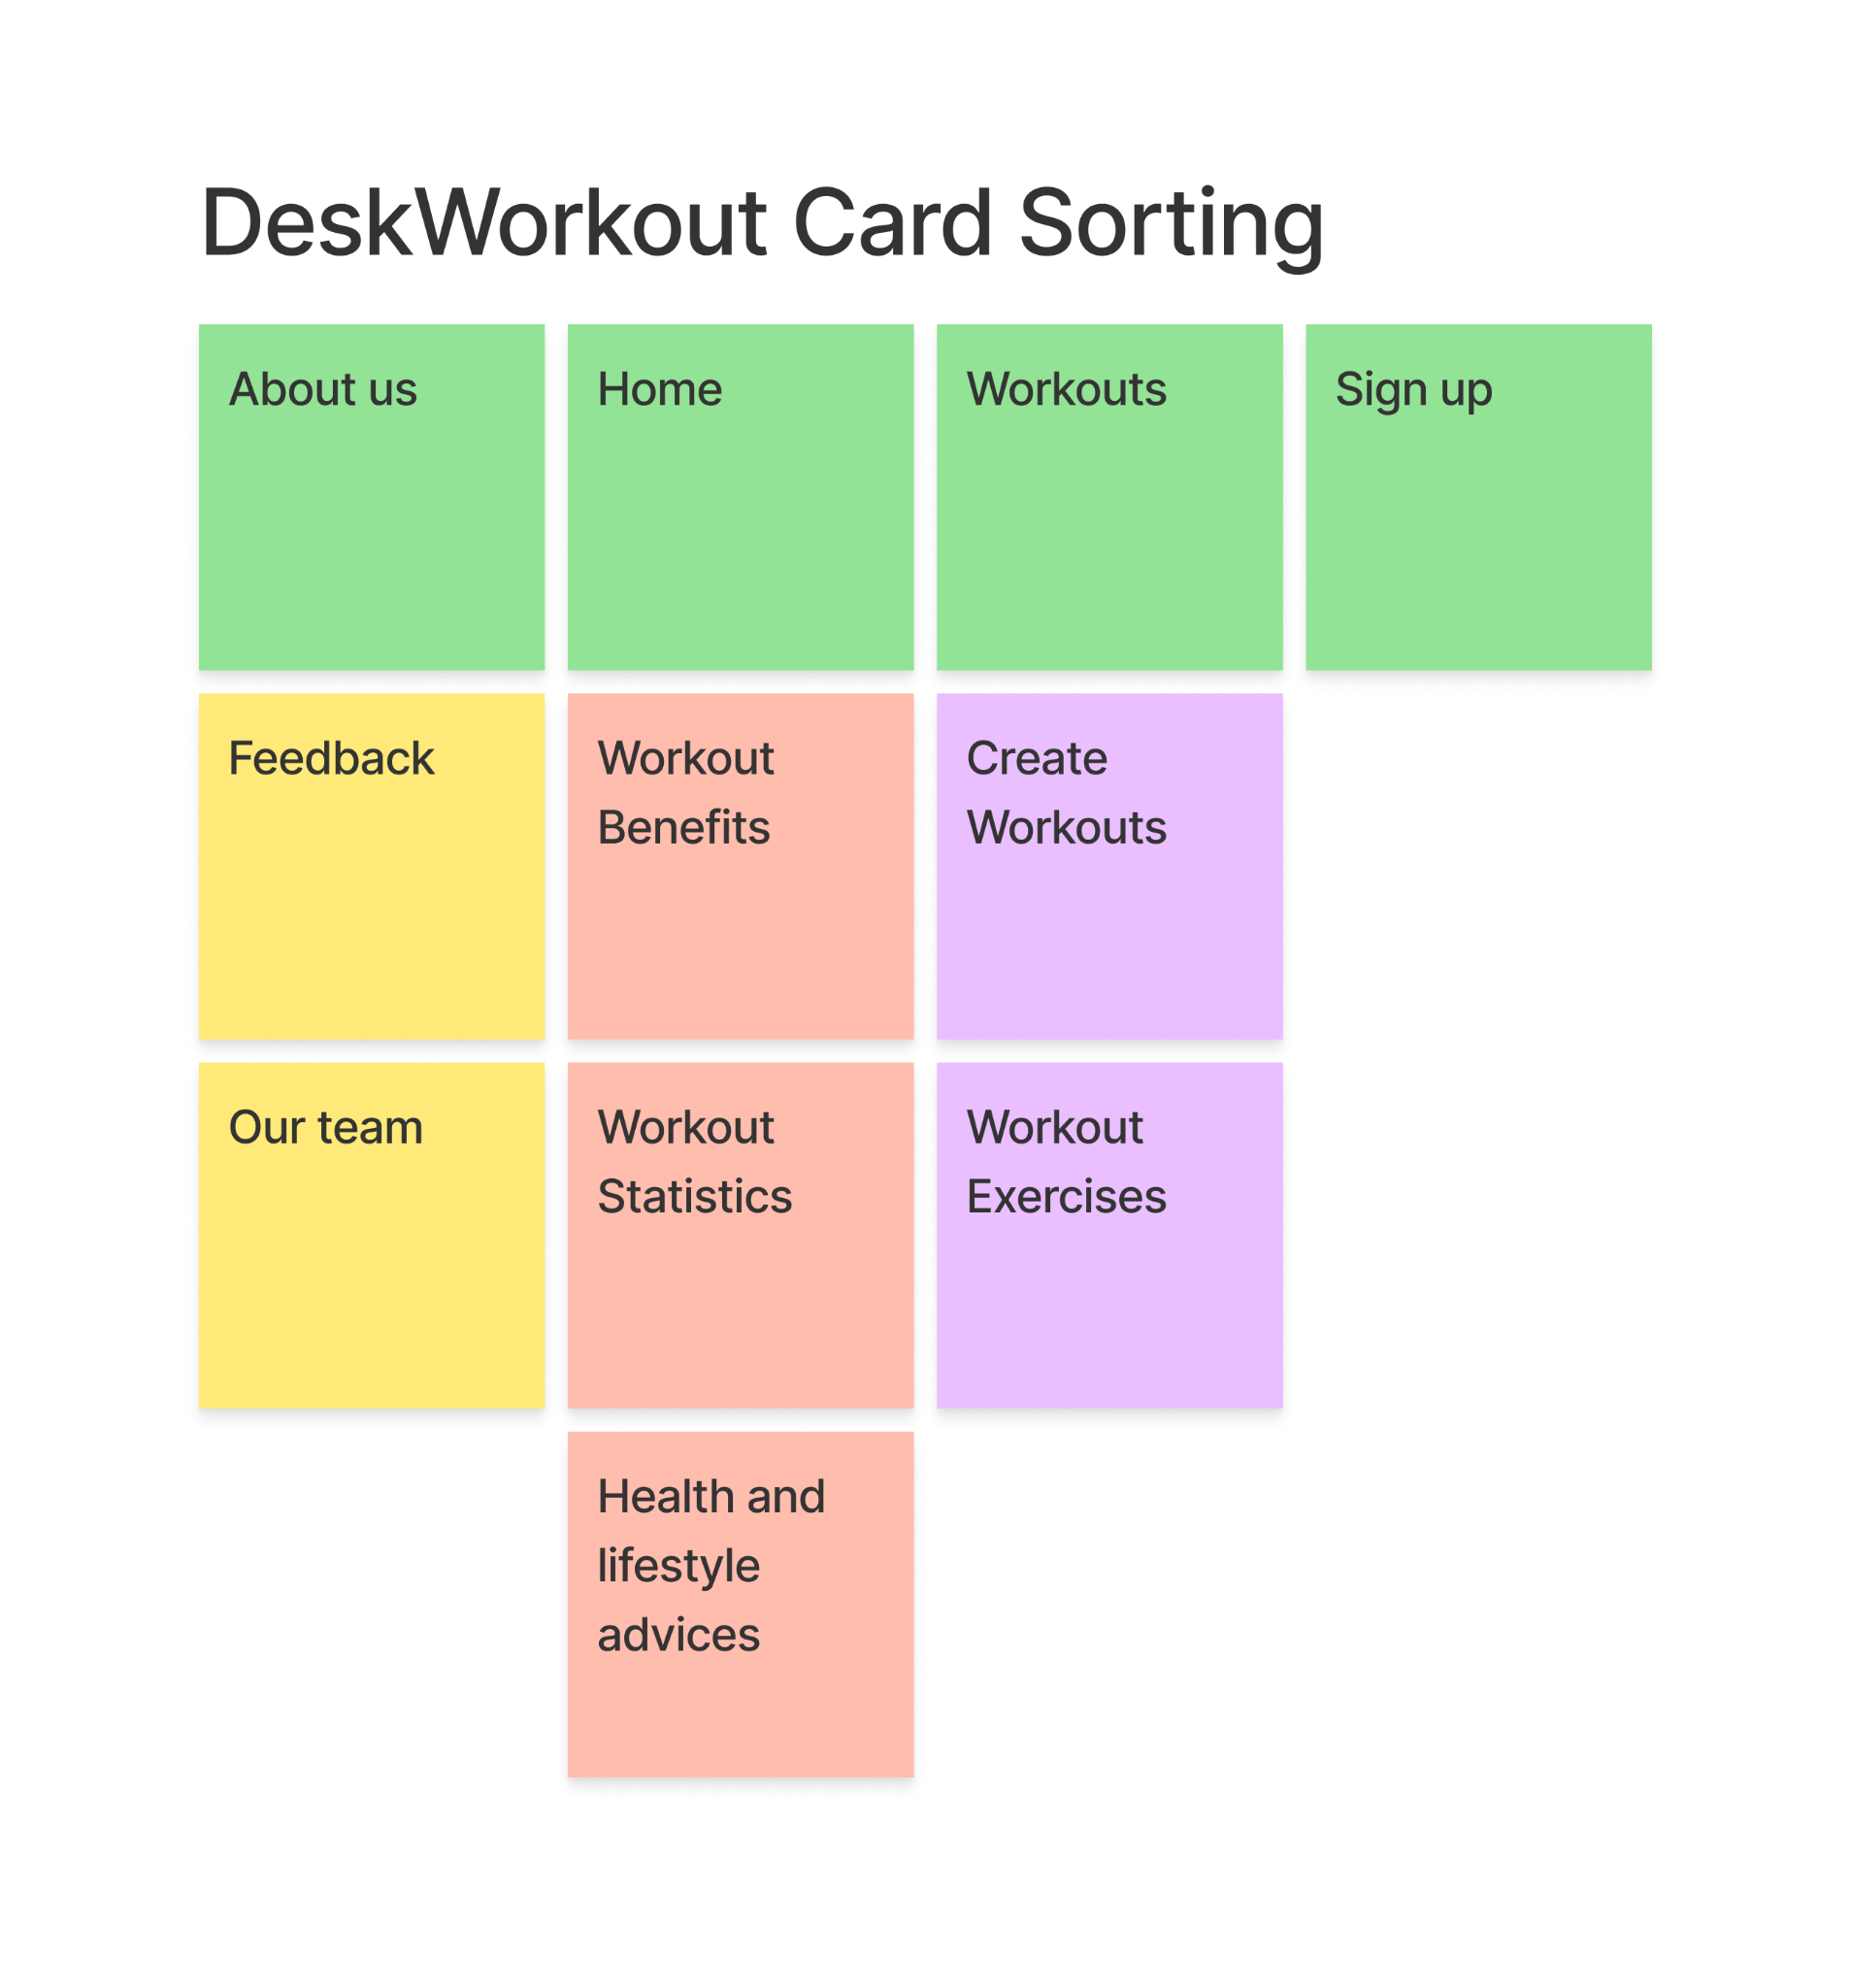 DeskWorkout Card Sorting
About us
Home
Workouts
Sign up
Feedback
Workout
Benefits
Create
Workouts
Our team
Workout
Statistics
Workout
Exercises
Health and
lifestyle
advices